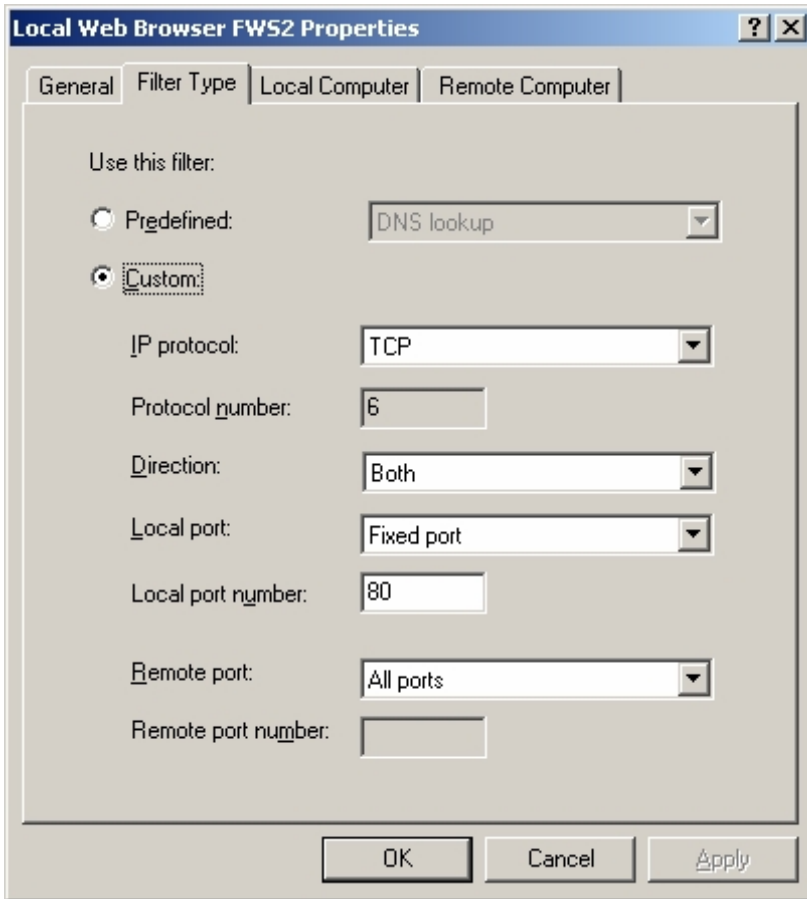 Local Web Browser FWS2 Properties
General Filter Type Local Computer Remote Computer
Use this filter:
Predefined: DNS lookup
Custom:
IP protocol: TCP
Protocol number: 6
Direction: Both
Local port: Fixed port
Local port number: 80
Remote port: All ports
Remote port number:
OK Cancel Apply